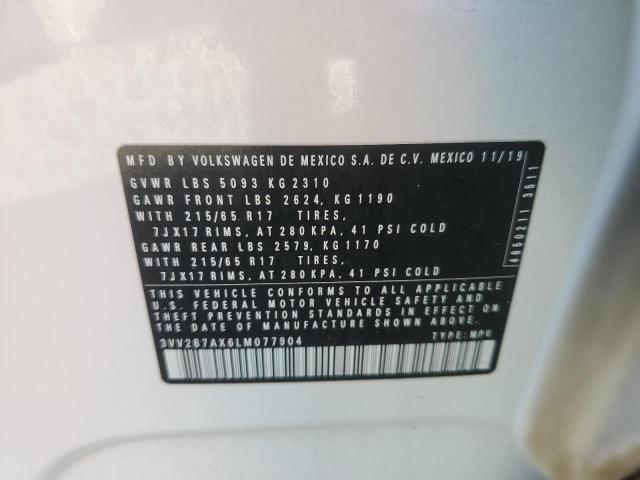 MFD BY VOLKSWAGEN DE MEXICO S.A. DE C.V. MEXICO 11/19
GVWR LBS 5093 KG 2310
GAWR FRONT LBS 2624, KG 1190
WITH 215/65 R17 TIRES,
7JX17 RIMS, AT 280 KPA, 41 PSI COLD
GAWR REAR LBS 2579, KG 1170
WITH 215/65 R17 TIRES,
7JX17 RIMS, AT 280 KPA, 41 PSI COLD
THIS VEHICLE CONFORMS TO ALL APPLICABLE
U.S. FEDERAL MOTOR VEHICLE SAFETY AND
THEFT PREVENTION STANDARDS IN EFFECT ON
THE DATE OF MANUFACTURE SHOWN ABOVE.
3VV2B7AX6LM077904 TYPE: MPV
4850211 3511